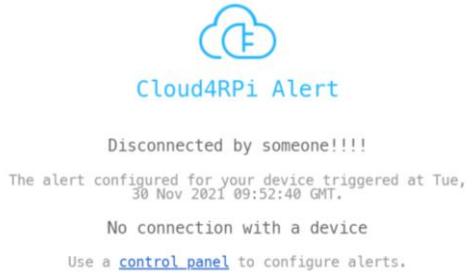 Cloud4RPi Alert
Disconnected by someone!!!!
The alert configured for your device triggered at Tue,
30 Nov 2021 09:52:40 GMT.
No connection with a device
Use a control panel to configure alerts.